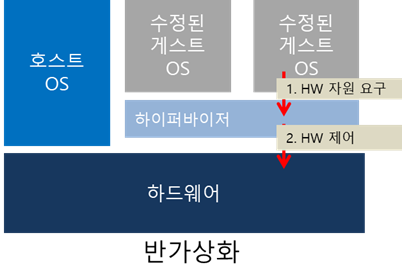 호스트
OS
수정된
게스트
OS
수정된
게스트
OS
1. HW 자원 요구
하이퍼바이저
2. HW 제어
하드웨어
반가상화